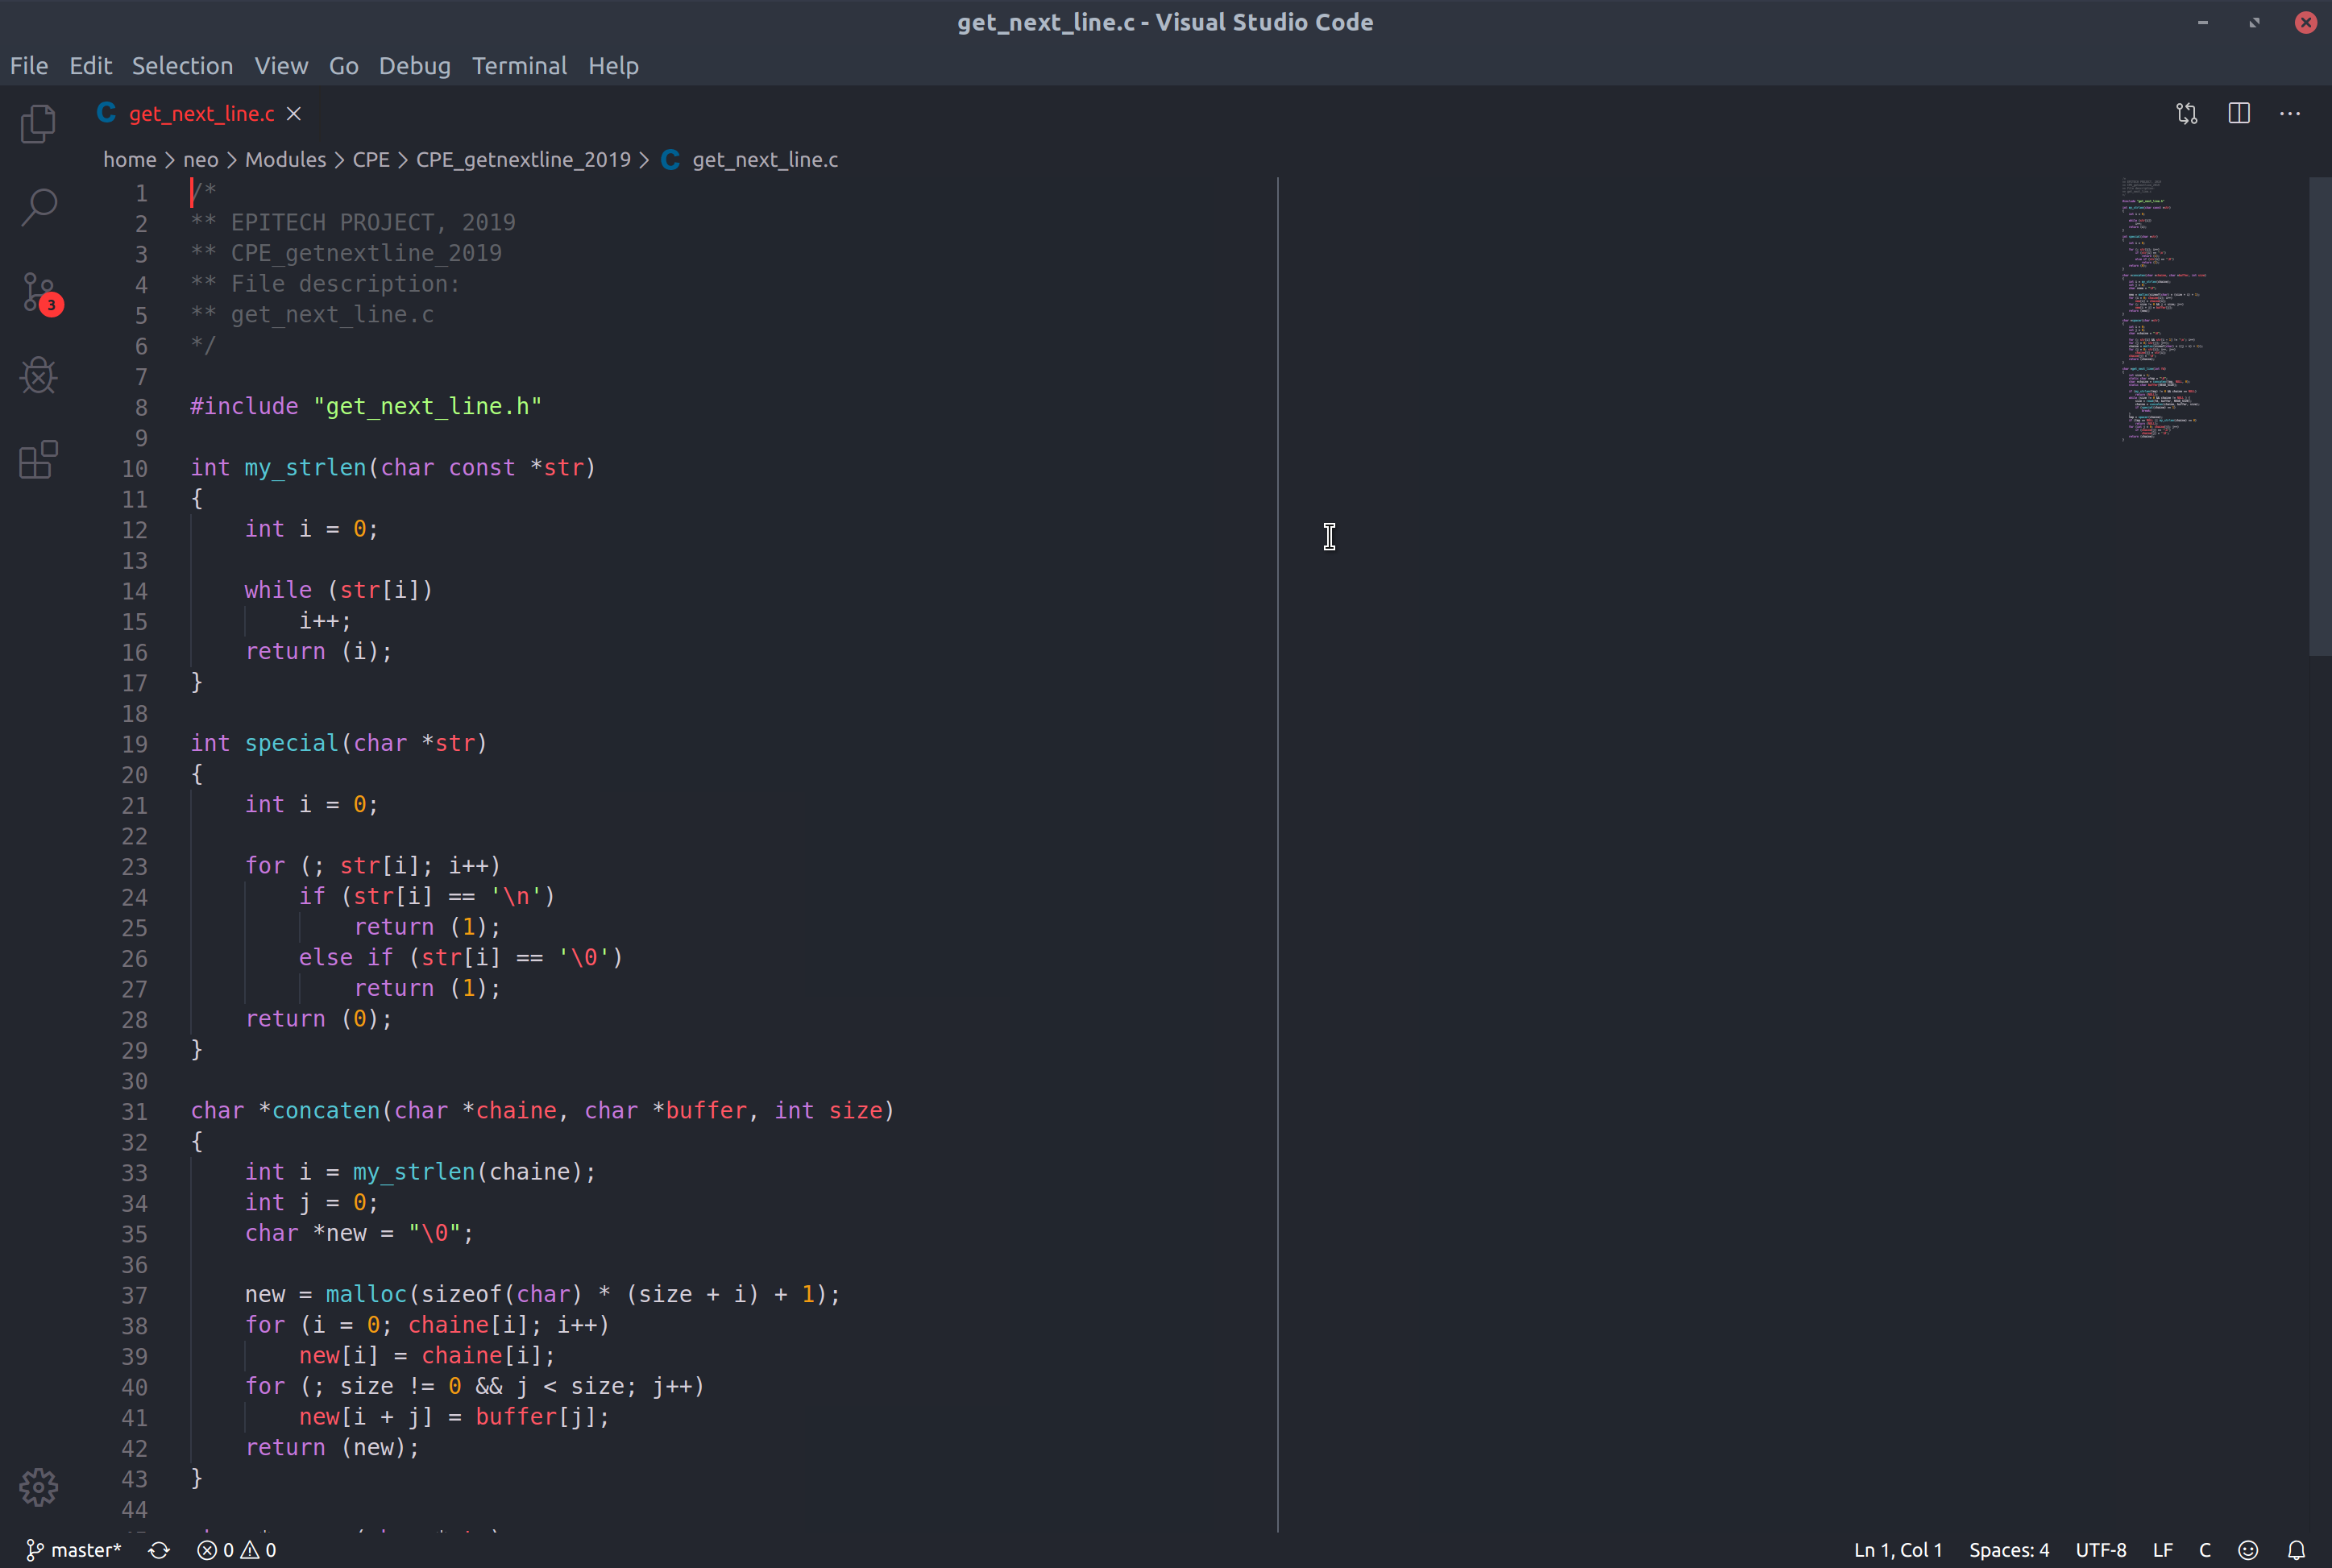 get_next_line.c - Visual Studio Code
File Edit Selection View Go Debug Terminal Help
C get_next_line.c
home > neo > Modules > CPE > CPE_getnextline_2019 > C get_next_line.c
3
1 /*
2 ** EPITECH PROJECT, 2019
3 ** CPE_getnextline_2019
4 ** File description:
5 ** get_next_line.c
6 */
7
8 #include "get_next_line.h"
9
10 int my_strlen(char const *str)
11 {
12     int i = 0;
13
14     while (str[i])
15         i++;
16     return (i);
17 }
18
19 int special(char *str)
20 {
21     int i = 0;
22
23     for (; str[i]; i++)
24         if (str[i] == '\n')
25             return (1);
26         else if (str[i] == '\0')
27             return (1);
28     return (0);
29 }
30
31 char *concaten(char *chaine, char *buffer, int size)
32 {
33     int i = my_strlen(chaine);
34     int j = 0;
35     char *new = "\0";
36
37     new = malloc(sizeof(char) * (size + i) + 1);
38     for (i = 0; chaine[i]; i++)
39         new[i] = chaine[i];
40     for (; size != 0 && j < size; j++)
41         new[i + j] = buffer[j];
42     return (new);
43 }
44
master* 0 0 Ln 1, Col 1 Spaces: 4 UTF-8 LF C